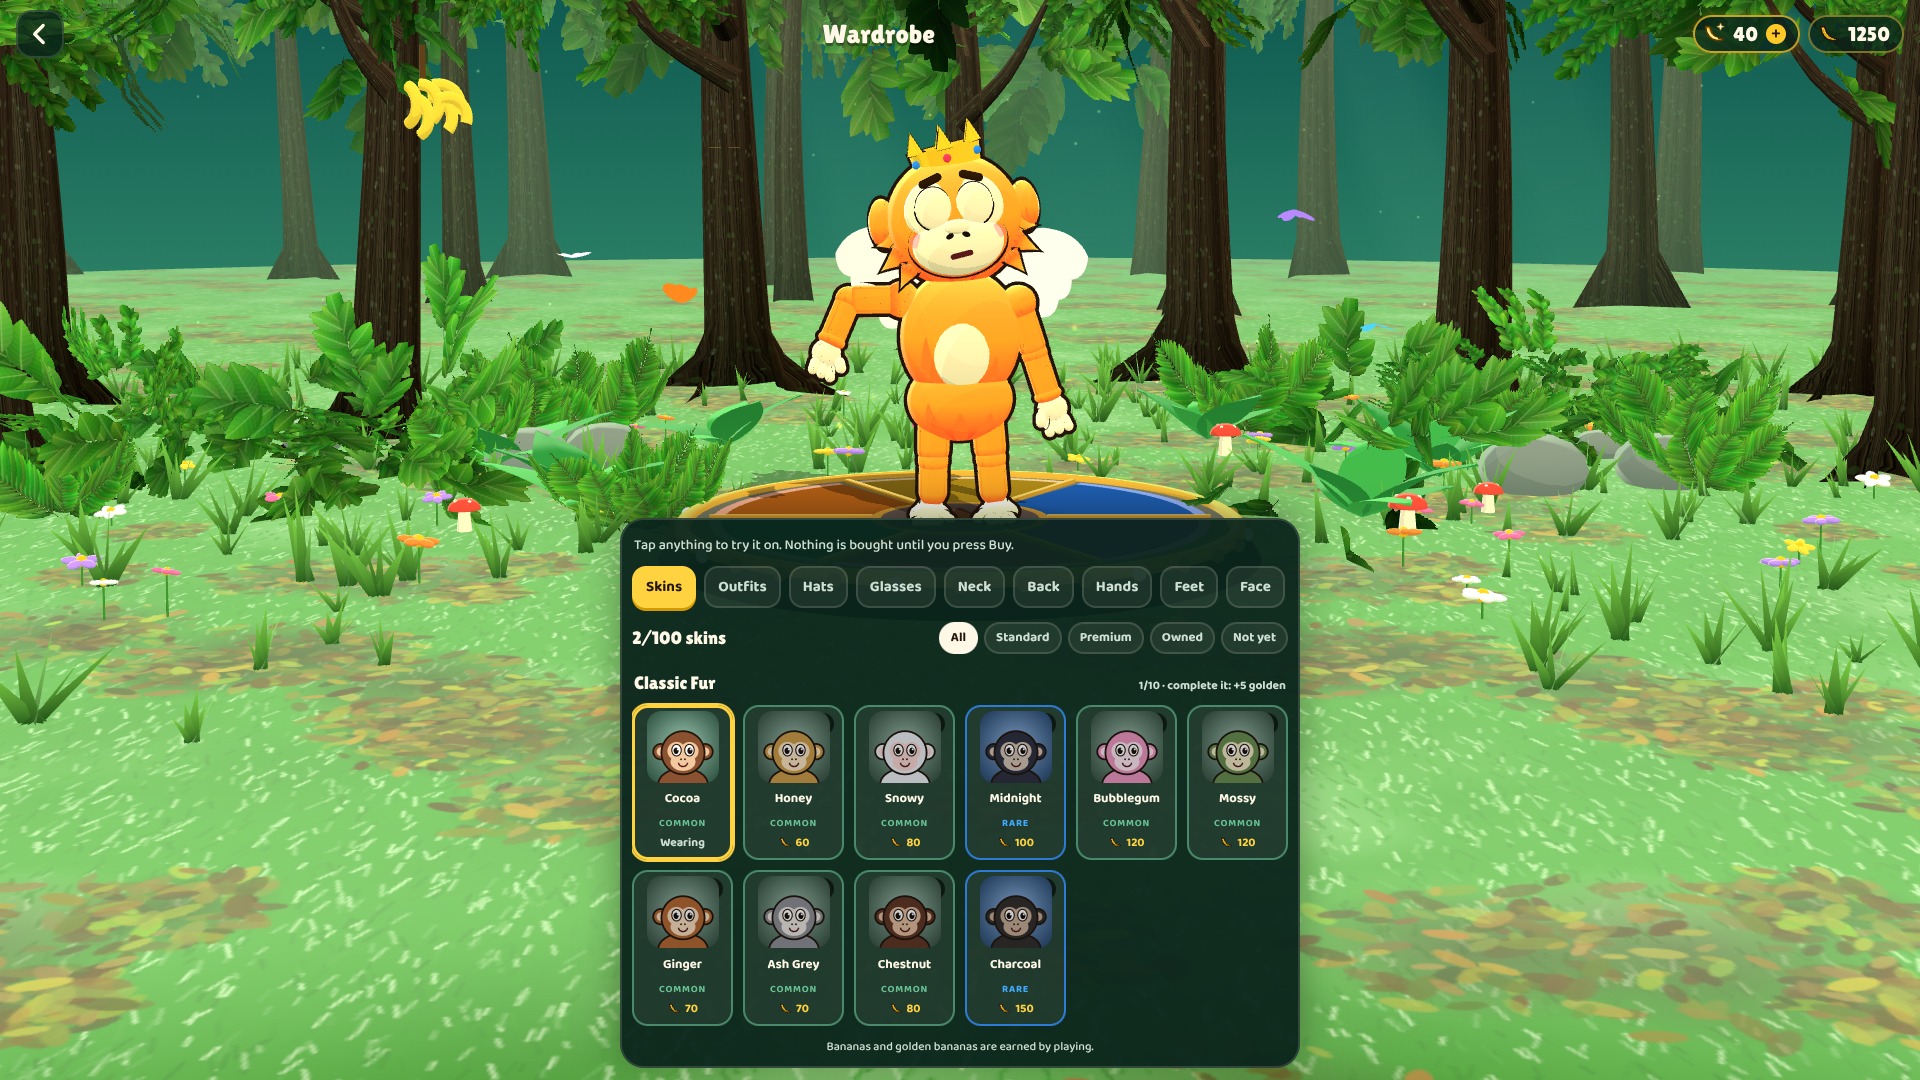 Wardrobe
40 +
1250
Tap anything to try it on. Nothing is bought until you press Buy.
Skins Outfits Hats Glasses Neck Back Hands Feet Face
2/100 skins
All Standard Premium Owned Not yet
Classic Fur
1/10 · complete it: +5 golden
Cocoa Honey Snowy Midnight Bubblegum Mossy
COMMON COMMON COMMON RARE COMMON COMMON
Wearing 60 80 100 120 120
Ginger Ash Grey Chestnut Charcoal
COMMON COMMON COMMON RARE
70 70 80 150
Bananas and golden bananas are earned by playing.